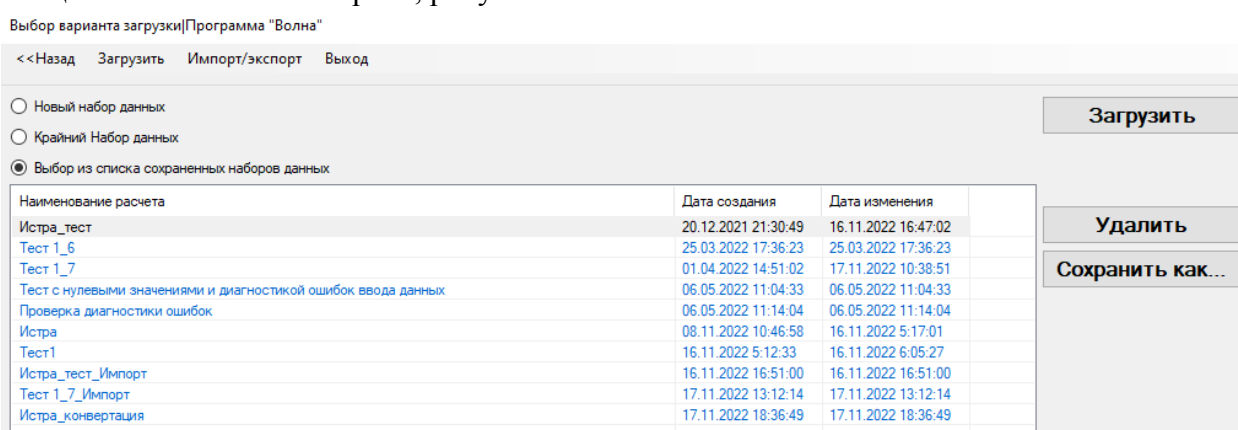 Выбор варианта загрузки|Программа "Волна"
<<Назад Загрузить Импорт/экспорт Выход
Новый набор данных
Загрузить
Крайний Набор данных
Выбор из списка сохраненных наборов данных
Наименование расчета Дата создания Дата изменения
Истра_тест 20.12.2021 21:30:49 16.11.2022 16:47:02
Удалить
Тест 1_6 25.03.2022 17:36:23 25.03.2022 17:36:23
Тест 1_7 01.04.2022 14:51:02 17.11.2022 10:38:51
Сохранить как...
Тест с нулевыми значениями и диагностикой ошибок ввода данных 06.05.2022 11:04:33 06.05.2022 11:04:33
Проверка диагностики ошибок 06.05.2022 11:14:04 06.05.2022 11:14:04
Истра 08.11.2022 10:46:58 16.11.2022 5:17:01
Тест1 16.11.2022 5:12:33 16.11.2022 6:05:27
Истра_тест_Импорт 16.11.2022 16:51:00 16.11.2022 16:51:00
Тест 1_7_Импорт 17.11.2022 13:12:14 17.11.2022 13:12:14
Истра_конвертация 17.11.2022 18:36:49 17.11.2022 18:36:49